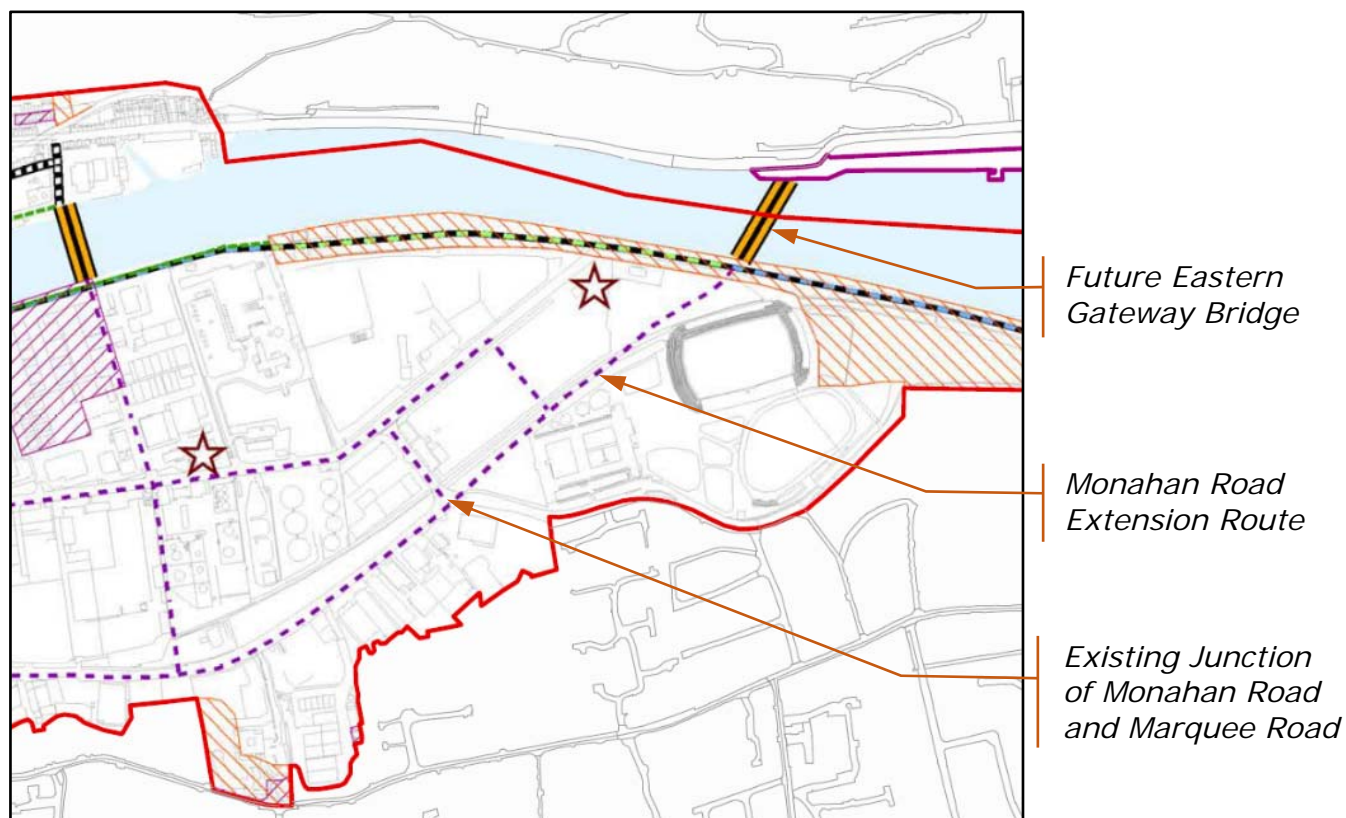 Future Eastern
Gateway Bridge
Monahan Road
Extension Route
Existing Junction
of Monahan Road
and Marquee Road